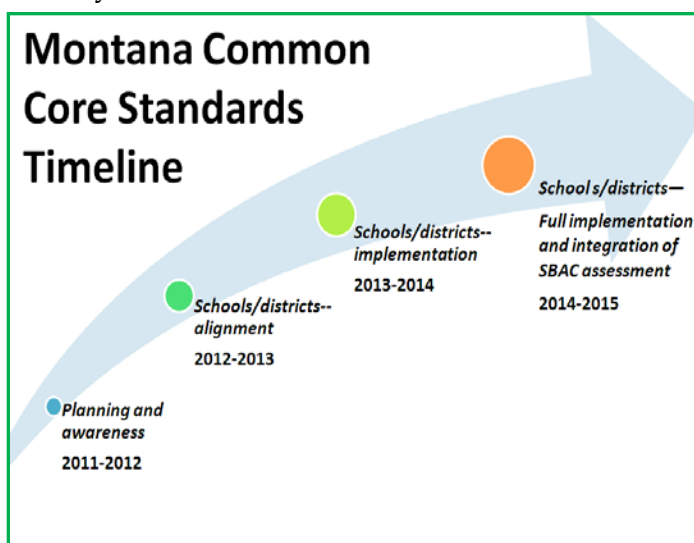 Montana Common
Core Standards
Timeline
School s/districts—
Full implementation
and integration of
SBAC assessment
2014-2015
Schools/districts--
implementation
2013-2014
Schools/districts--
alignment
2012-2013
Planning and
awareness
2011-2012